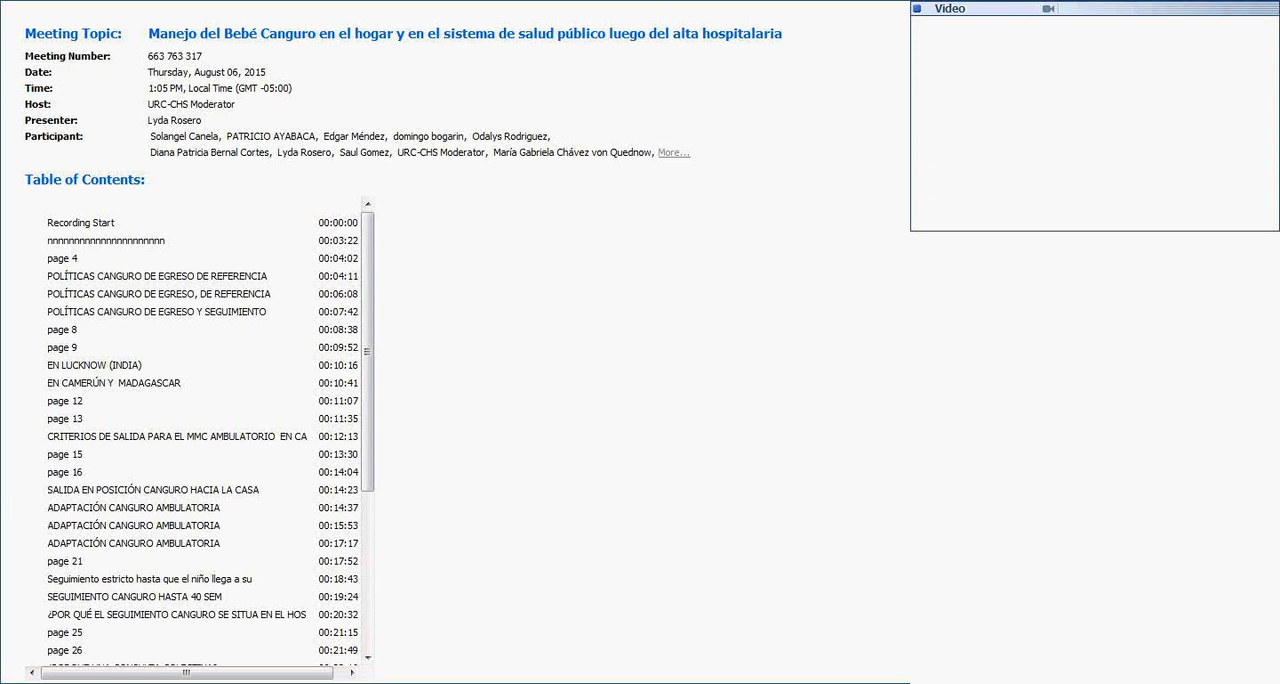 Video
Meeting Topic: Manejo del Bebé Canguro en el hogar y en el sistema de salud público luego del alta hospitalaria
Meeting Number: 663 763 317
Date: Thursday, August 06, 2015
Time: 1:05 PM, Local Time (GMT -05:00)
Host: URC-CHS Moderator
Presenter: Lyda Rosero
Participant: Solangel Canela, PATRICIO AYABACA, Edgar Méndez, domingo bogarin, Odalys Rodriguez,
Diana Patricia Bernal Cortes, Lyda Rosero, Saul Gomez, URC-CHS Moderator, María Gabriela Chávez von Quednow, More...
Table of Contents:
Recording Start 00:00:00
nnnnnnnnnnnnnnnnnnnnnn 00:03:22
page 4 00:04:02
POLÍTICAS CANGURO DE EGRESO DE REFERENCIA 00:04:11
POLÍTICAS CANGURO DE EGRESO, DE REFERENCIA 00:06:08
POLÍTICAS CANGURO DE EGRESO Y SEGUIMIENTO 00:07:42
page 8 00:08:38
page 9 00:09:52
EN LUCKNOW (INDIA) 00:10:16
EN CAMERÚN Y MADAGASCAR 00:10:41
page 12 00:11:07
page 13 00:11:35
CRITERIOS DE SALIDA PARA EL MMC AMBULATORIO EN CA 00:12:13
page 15 00:13:30
page 16 00:14:04
SALIDA EN POSICIÓN CANGURO HACIA LA CASA 00:14:23
ADAPTACIÓN CANGURO AMBULATORIA 00:14:37
ADAPTACIÓN CANGURO AMBULATORIA 00:15:53
ADAPTACIÓN CANGURO AMBULATORIA 00:17:17
page 21 00:17:52
Seguimiento estricto hasta que el niño llega a su 00:18:43
SEGUIMIENTO CANGURO HASTA 40 SEM 00:19:24
¿POR QUÉ EL SEGUIMIENTO CANGURO SE SITUA EN EL HOS 00:20:32
page 25 00:21:15
page 26 00:21:49